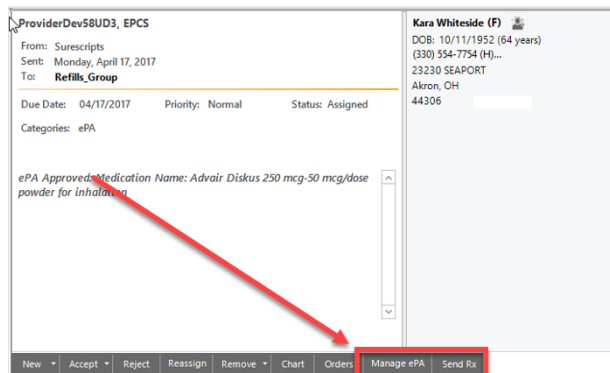 ProviderDev58UD3, EPCS
From: Surescripts
Sent: Monday, April 17, 2017
To: Refills_Group
Due Date: 04/17/2017 Priority: Normal Status: Assigned
Categories: ePA
ePA Approved: Medication Name: Advair Diskus 250 mcg-50 mcg/dose
powder for inhalation
Kara Whiteside (F)
DOB: 10/11/1952 (64 years)
(330) 554-7754 (H)...
23230 SEAPORT
Akron, OH
44306
New Accept Reject Reassign Remove Chart Orders Manage ePA Send Rx